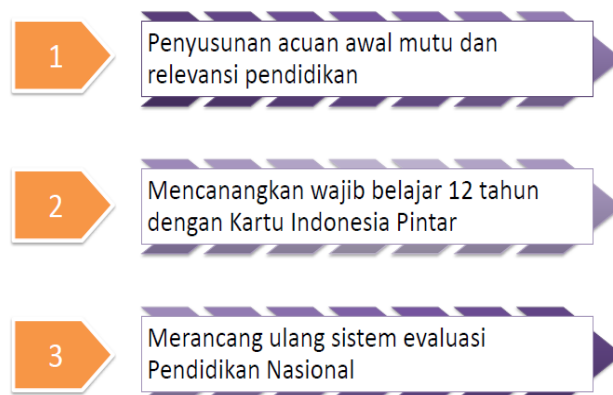 1
Penyusunan acuan awal mutu dan
relevansi pendidikan
2
Mencanangkan wajib belajar 12 tahun
dengan Kartu Indonesia Pintar
3
Merancang ulang sistem evaluasi
Pendidikan Nasional